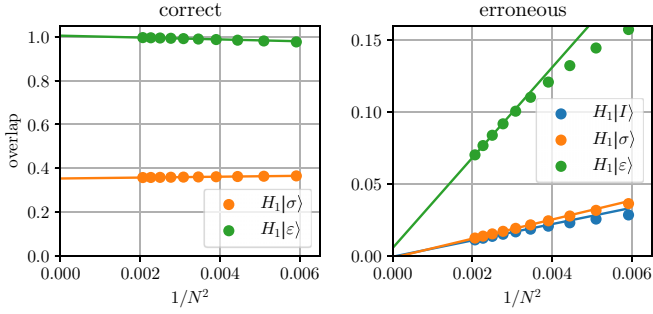 correct
overlap
1.0
0.8
0.6
0.4
0.2
0.0
H₁|σ⟩
H₁|ε⟩
0.000 0.002 0.004 0.006
1/N²
erroneous
0.15
0.10
0.05
0.00
H₁|I⟩
H₁|σ⟩
H₁|ε⟩
0.000 0.002 0.004 0.006
1/N²